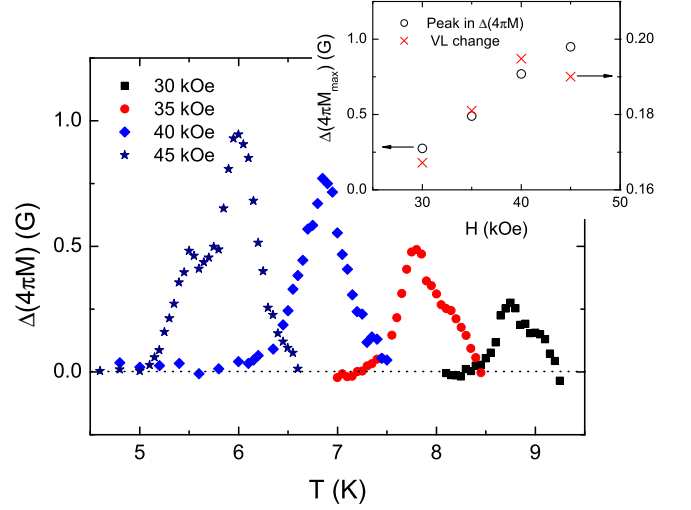 30 kOe
35 kOe
40 kOe
45 kOe
1.0
0.5
0.0
Δ(4πM) (G)
5 6 7 8 9
T (K)
Peak in Δ(4πM)
VL change
1.0
0.5
0.0
Δ(4πM_max) (G)
0.20
0.18
0.16
30 40 50
H (kOe)